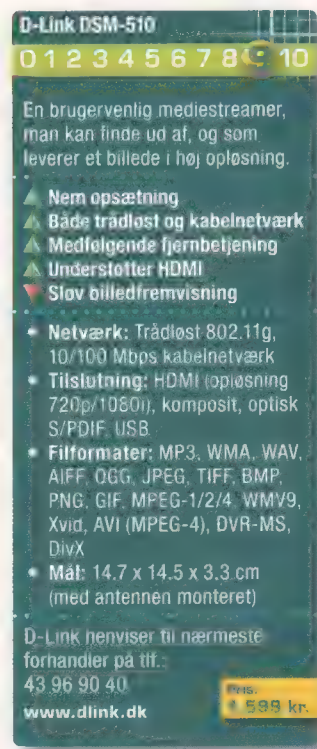 D-Link DSM-510
0 1 2 3 4 5 6 7 8 9 10
En brugervenlig mediestreamer,
man kan finde ud af, og som
leverer et billede i høj opløsning.
Nem opsætning
Både trådløst og kabelnetværk
Medfølgende fjernbetjening
Understøtter HDMI
Sløv billedfremvisning
• Netværk: Trådløst 802.11g,
10/100 Mbps kabelnetværk
• Tilslutning: HDMI (opløsning
720p/1080i), komposit, optisk
S/PDIF, USB
• Filformater: MP3, WMA, WAV,
AIFF, OGG, JPEG, TIFF, BMP,
PNG, GIF, MPEG-1/2/4, WMV9,
Xvid, AVI (MPEG-4), DVR-MS,
DivX
• Mål: 14.7 x 14.5 x 3.3 cm
(med antennen monteret)
D-Link henviser til nærmeste
forhandler på tlf.:
43 96 90 40
www.dlink.dk
599 kr.